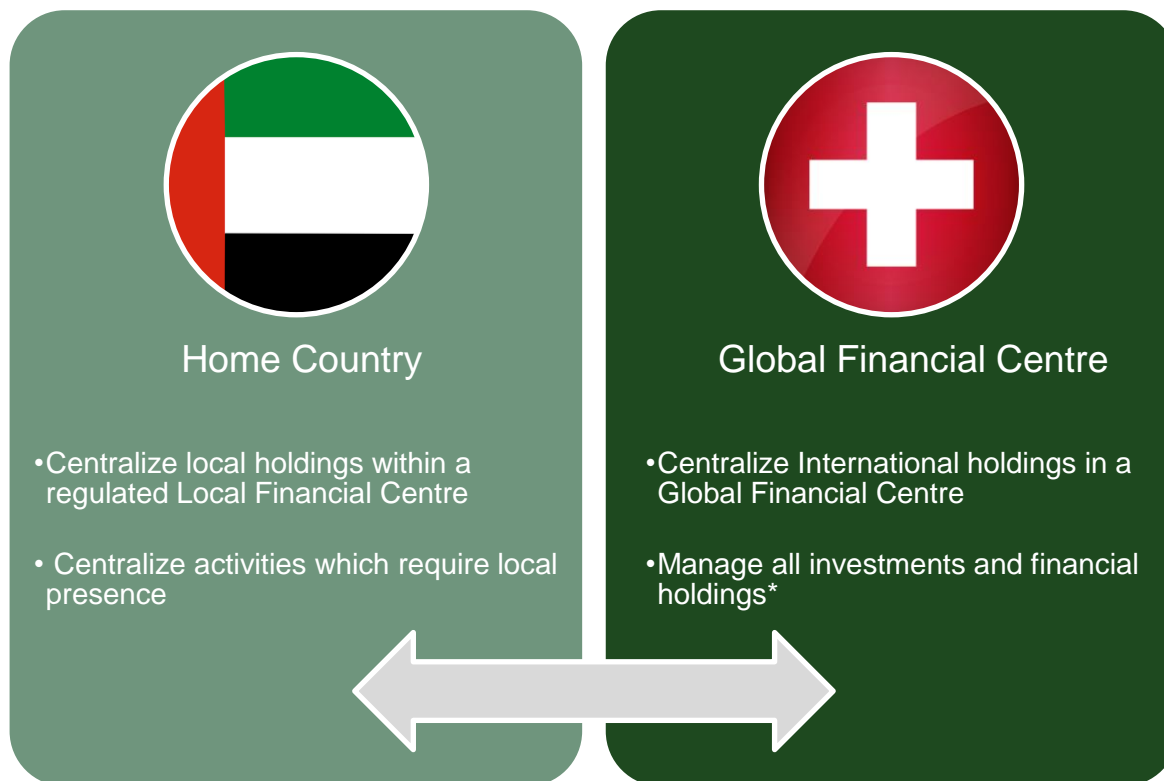 Home Country
•Centralize local holdings within a
regulated Local Financial Centre
• Centralize activities which require local
presence
Global Financial Centre
•Centralize International holdings in a
Global Financial Centre
•Manage all investments and financial
holdings*